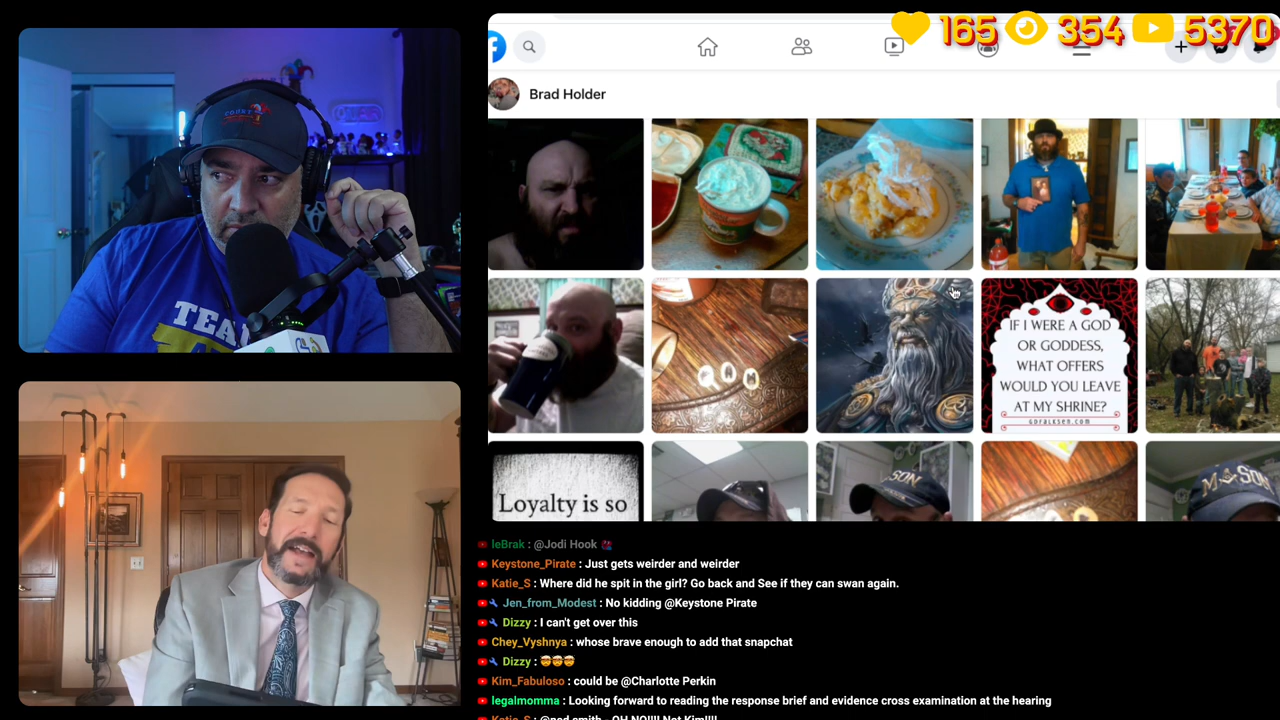 165 354 5370
Brad Holder
IF I WERE A GOD
OR GODDESS,
WHAT OFFERS
WOULD YOU LEAVE
AT MY SHRINE?
Loyalty is so
TEAM
leBrak : @Jodi Hook
Keystone_Pirate : Just gets weirder and weirder
Katie_S : Where did he spit in the girl? Go back and See if they can swan again.
Jen_from_Modest : No kidding @Keystone Pirate
Dizzy : I can't get over this
Chey_Vyshnya : whose brave enough to add that snapchat
Dizzy : 🤯🤯🤯
Kim_Fabuloso : could be @Charlotte Perkin
legalmomma : Looking forward to reading the response brief and evidence cross examination at the hearing